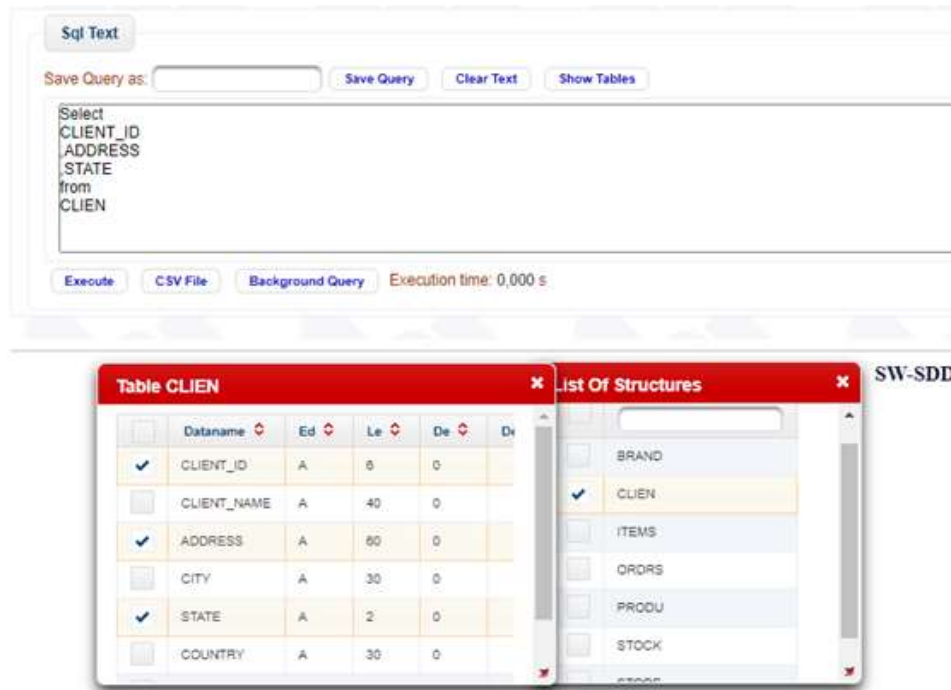 Sql Text
Save Query as: Save Query Clear Text Show Tables
Select
CLIENT_ID
,ADDRESS
,STATE
from
CLIEN
Execute CSV File Background Query Execution time: 0,000 s
SW-SDD
Table CLIEN
Dataname Ed Le De De
CLIENT_ID A 6 0
CLIENT_NAME A 40 0
ADDRESS A 60 0
CITY A 30 0
STATE A 2 0
COUNTRY A 30 0
List Of Structures
BRAND
CLIEN
ITEMS
ORDRS
PRODU
STOCK